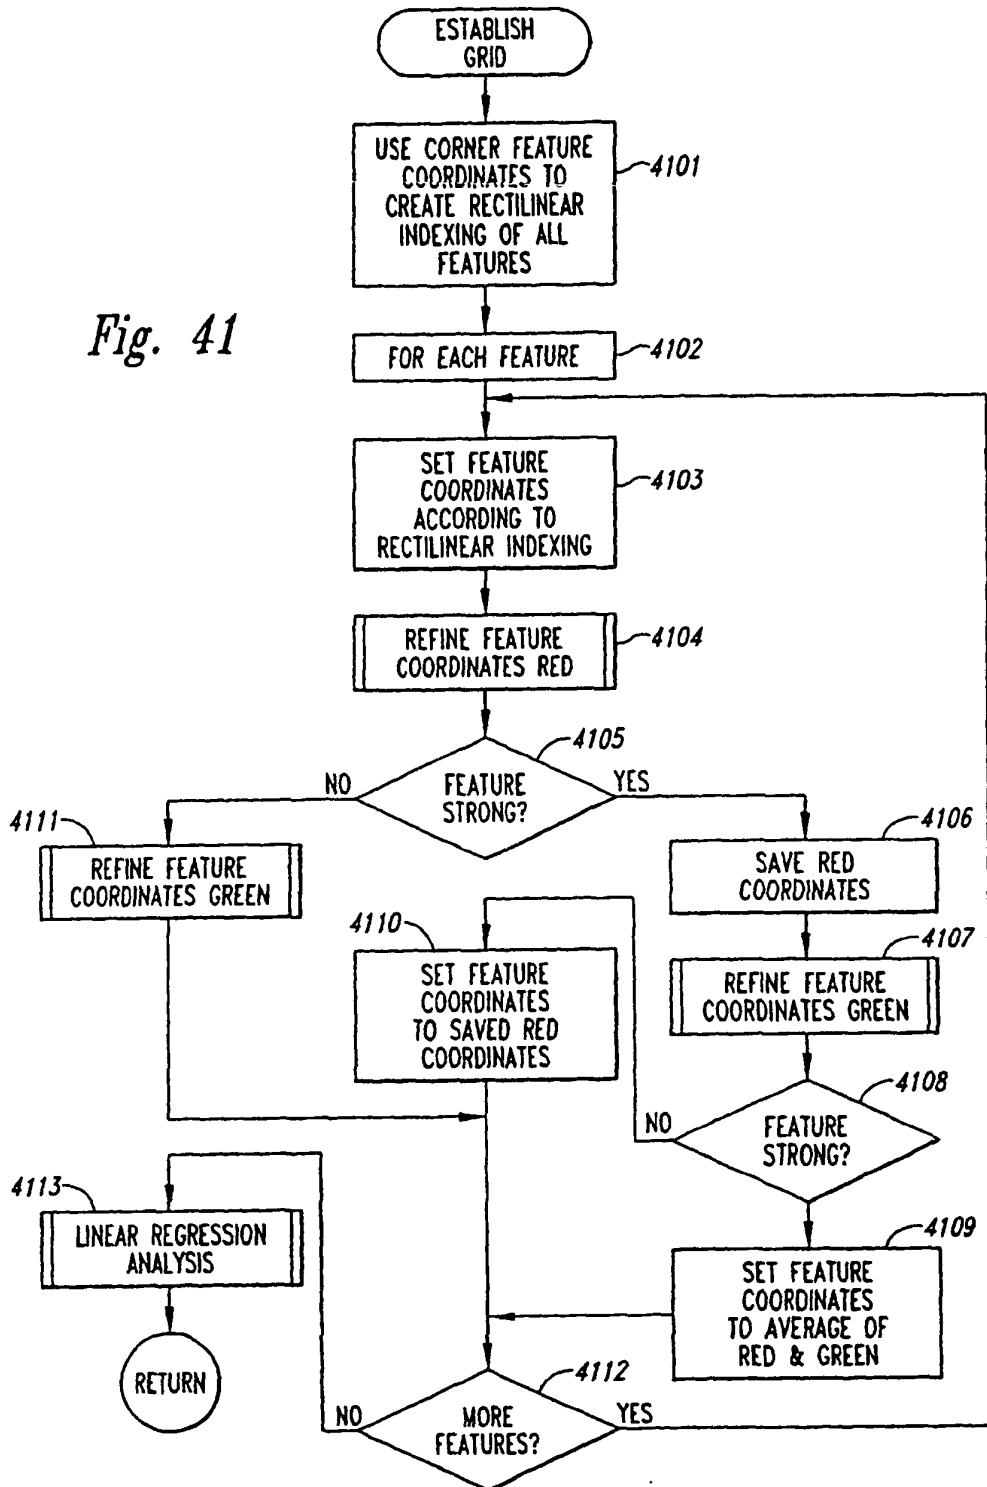 ESTABLISH
GRID
USE CORNER FEATURE
COORDINATES TO
CREATE RECTILINEAR
INDEXING OF ALL
FEATURES
4101
Fig. 41
FOR EACH FEATURE
4102
SET FEATURE
COORDINATES
ACCORDING TO
RECTILINEAR INDEXING
4103
REFINE FEATURE
COORDINATES RED
4104
4105
NO
FEATURE
STRONG?
YES
4111
REFINE FEATURE
COORDINATES GREEN
4106
SAVE RED
COORDINATES
4110
SET FEATURE
COORDINATES
TO SAVED RED
COORDINATES
4107
REFINE FEATURE
COORDINATES GREEN
4108
NO
FEATURE
STRONG?
4113
LINEAR REGRESSION
ANALYSIS
4109
SET FEATURE
COORDINATES
TO AVERAGE OF
RED & GREEN
RETURN
4112
NO
MORE
FEATURES?
YES